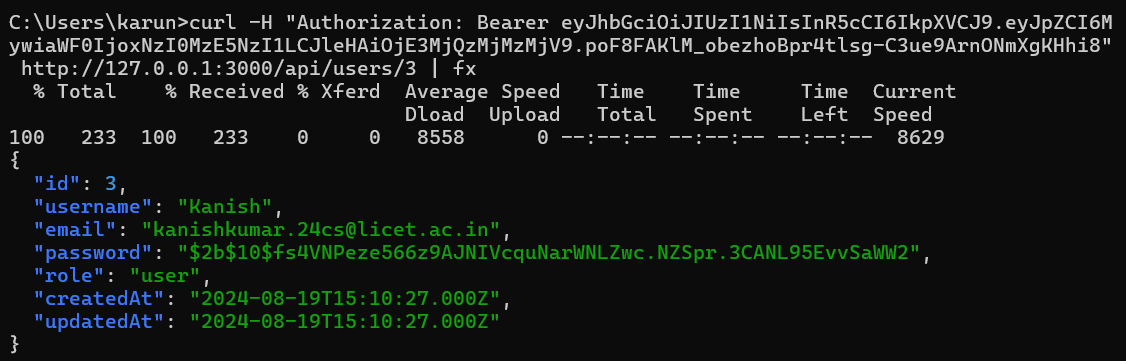 C:\Users\karun>curl -H "Authorization: Bearer eyJhbGciOiJIUzI1NiIsInR5cCI6IkpXVCJ9.eyJpZCI6M
ywiaWF0IjoxNzI0MzE5NzI1LCJleHAiOjE3MjQzMjMzMjV9.poF8FAKlM_obezhoBpr4tlsg-C3ue9ArnONmXgKHhi8"
http://127.0.0.1:3000/api/users/3 | fx
% Total % Received % Xferd Average Speed Time Time Time Current
Dload Upload Total Spent Left Speed
100 233 100 233 0 0 8558 0 --:--:-- --:--:-- --:--:-- 8629
{
"id": 3,
"username": "Kanish",
"email": "kanishkumar.24cs@licet.ac.in",
"password": "$2b$10$fs4VNPeze566z9AJNIVcquNarWNLZwc.NZSpr.3CANL95EvvSaWW2",
"role": "user",
"createdAt": "2024-08-19T15:10:27.000Z",
"updatedAt": "2024-08-19T15:10:27.000Z"
}